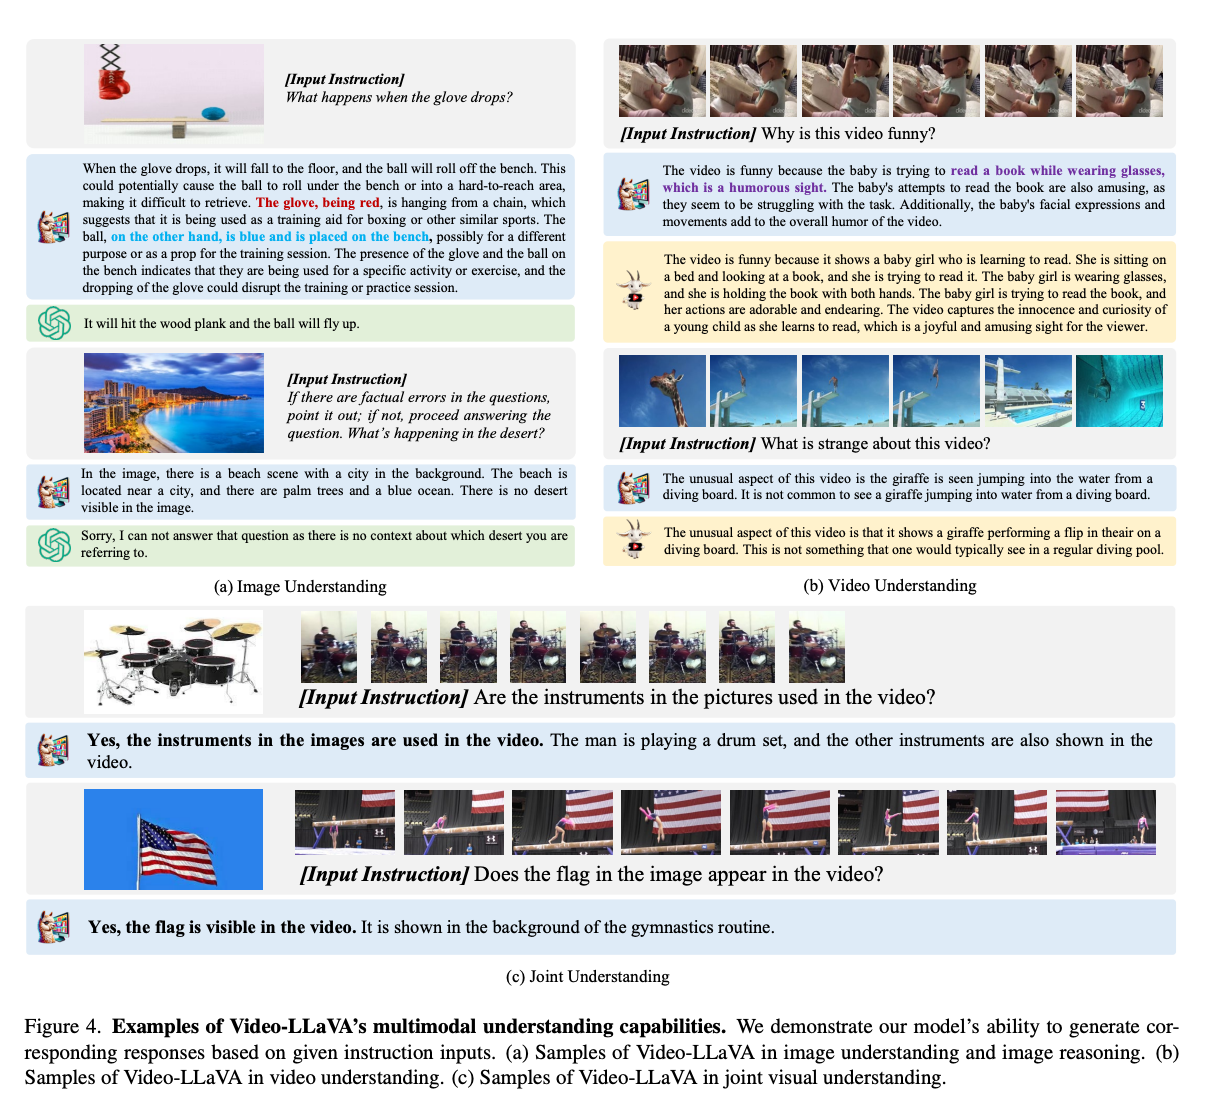 [Input Instruction]
What happens when the glove drops?
When the glove drops, it will fall to the floor, and the ball will roll off the bench. This
could potentially cause the ball to roll under the bench or into a hard-to-reach area,
making it difficult to retrieve. The glove, being red, is hanging from a chain, which
suggests that it is being used as a training aid for boxing or other similar sports. The
ball, on the other hand, is blue and is placed on the bench, possibly for a different
purpose or as a prop for the training session. The presence of the glove and the ball on
the bench indicates that they are being used for a specific activity or exercise, and the
dropping of the glove could disrupt the training or practice session.
It will hit the wood plank and the ball will fly up.
[Input Instruction]
If there are factual errors in the questions,
point it out; if not, proceed answering the
question. What's happening in the desert?
In the image, there is a beach scene with a city in the background. The beach is
located near a city, and there are palm trees and a blue ocean. There is no desert
visible in the image.
Sorry, I can not answer that question as there is no context about which desert you are
referring to.
(a) Image Understanding
[Input Instruction] Why is this video funny?
The video is funny because the baby is trying to read a book while wearing glasses,
which is a humorous sight. The baby's attempts to read the book are also amusing, as
they seem to be struggling with the task. Additionally, the baby's facial expressions and
movements add to the overall humor of the video.
The video is funny because it shows a baby girl who is learning to read. She is sitting on
a bed and looking at a book, and she is trying to read it. The baby girl is wearing glasses,
and she is holding the book with both hands. The baby girl is trying to read the book, and
her actions are adorable and endearing. The video captures the innocence and curiosity of
a young child as she learns to read, which is a joyful and amusing sight for the viewer.
[Input Instruction] What is strange about this video?
The unusual aspect of this video is the giraffe is seen jumping into the water from a
diving board. It is not common to see a giraffe jumping into water from a diving board.
The unusual aspect of this video is that it shows a giraffe performing a flip in theair on a
diving board. This is not something that one would typically see in a regular diving pool.
(b) Video Understanding
[Input Instruction] Are the instruments in the pictures used in the video?
Yes, the instruments in the images are used in the video. The man is playing a drum set, and the other instruments are also shown in the
video.
[Input Instruction] Does the flag in the image appear in the video?
Yes, the flag is visible in the video. It is shown in the background of the gymnastics routine.
(c) Joint Understanding
Figure 4. Examples of Video-LLaVA's multimodal understanding capabilities. We demonstrate our model's ability to generate cor-
responding responses based on given instruction inputs. (a) Samples of Video-LLaVA in image understanding and image reasoning. (b)
Samples of Video-LLaVA in video understanding. (c) Samples of Video-LLaVA in joint visual understanding.